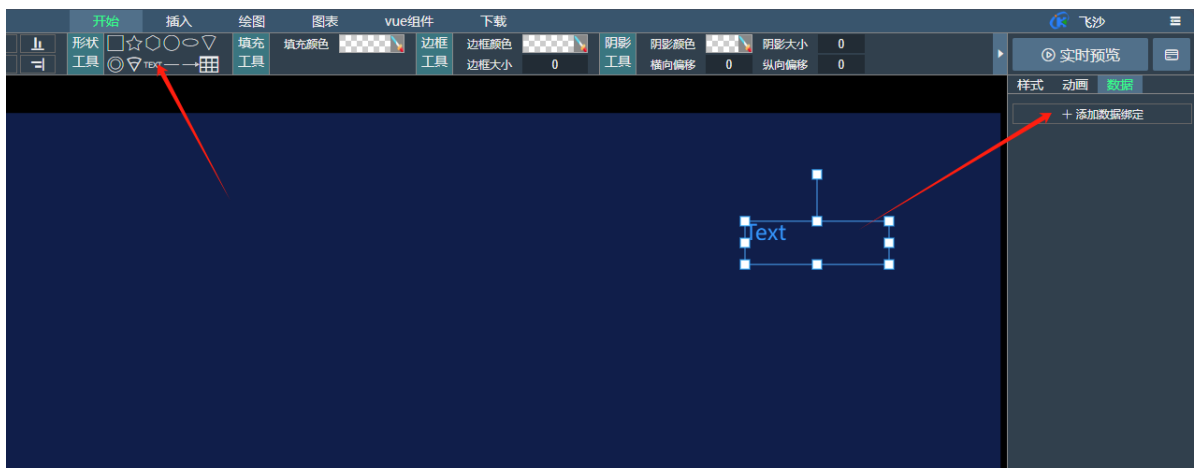 开始 插入 绘图 图表 vue组件 下载 飞沙
形状 填充 填充颜色 边框 边框颜色 阴影 阴影颜色 阴影大小 0
工具 TEXT 工具 工具 边框大小 0 工具 横向偏移 0 纵向偏移 0
实时预览
样式 动画 数据
+ 添加数据绑定
Text